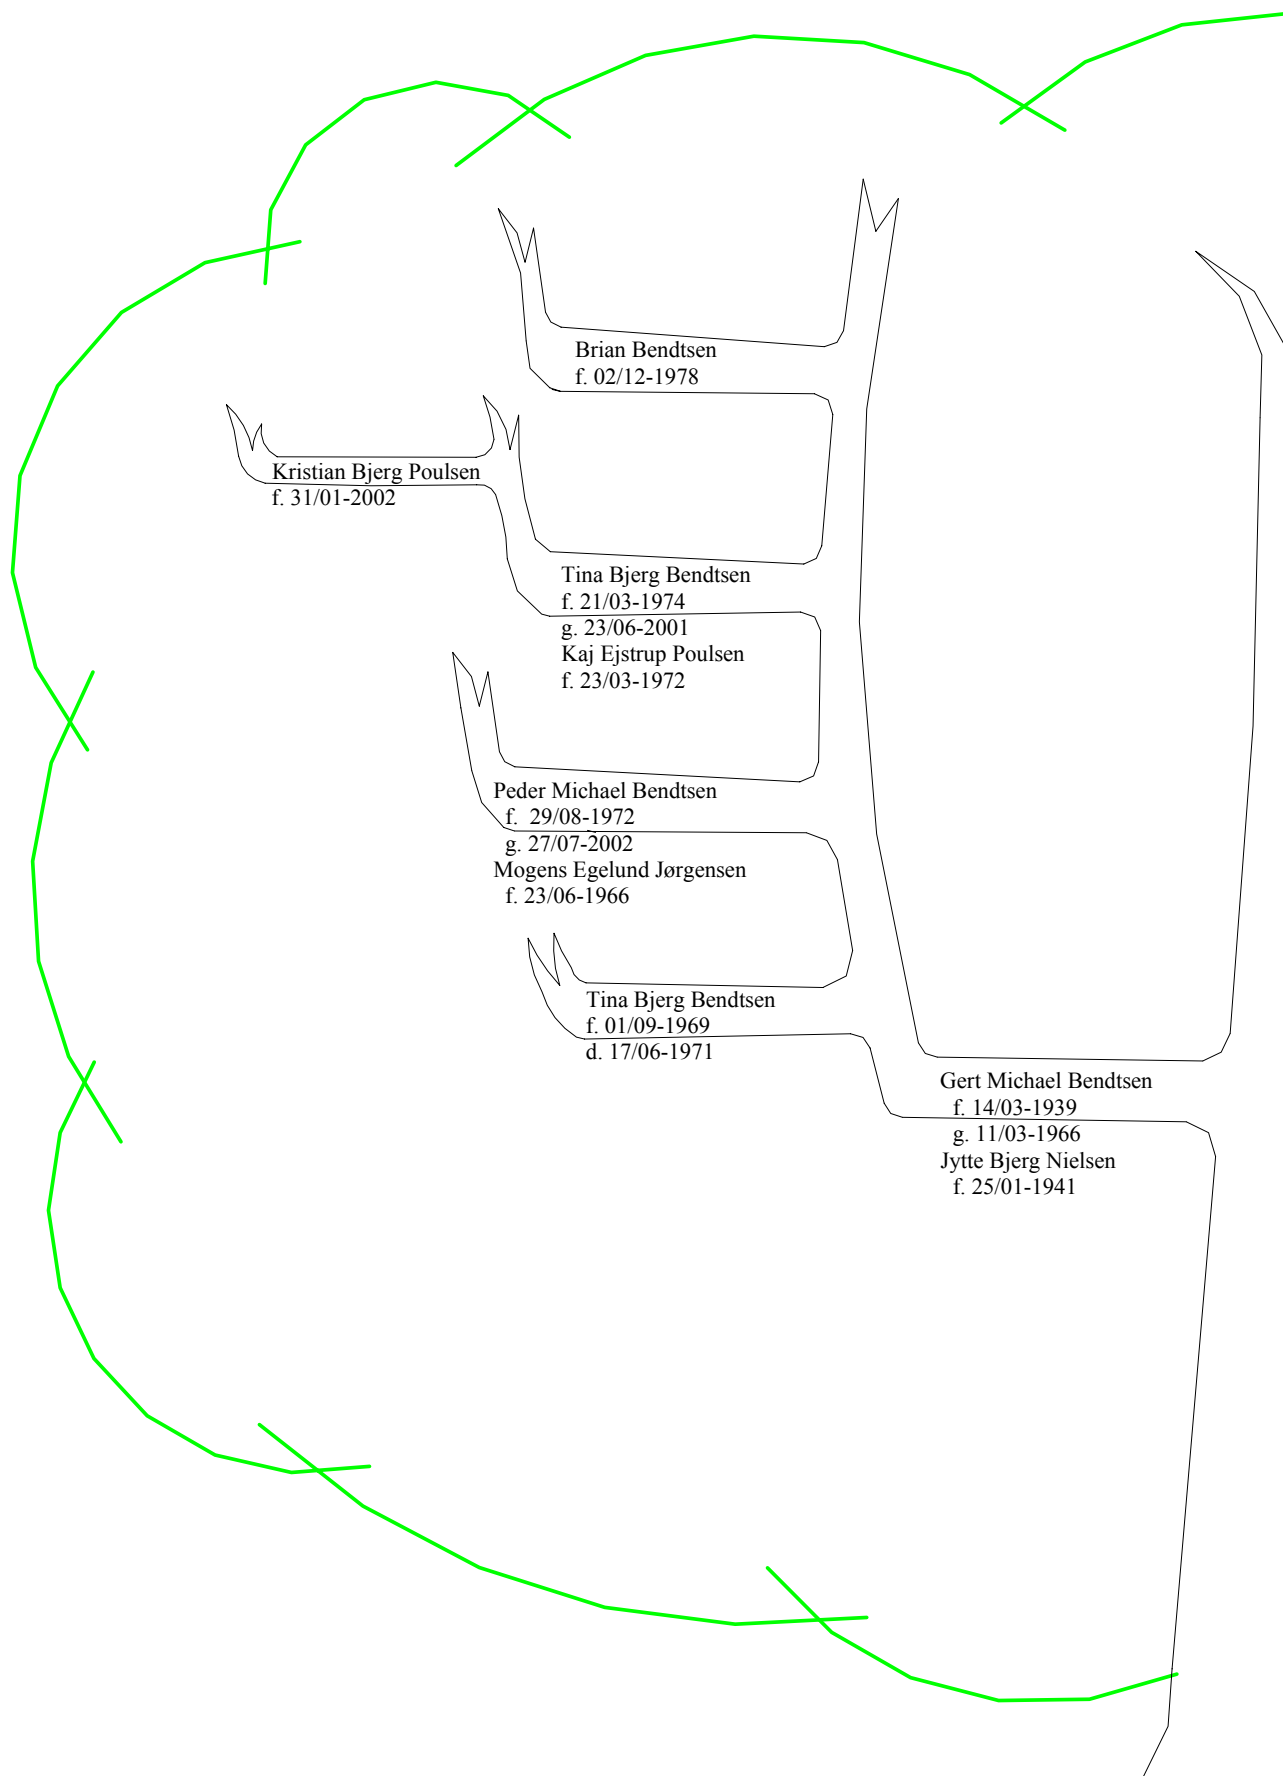 Brian Bendtsen
f. 02/12-1978
Kristian Bjerg Poulsen
f. 31/01-2002
Tina Bjerg Bendtsen
f. 21/03-1974
g. 23/06-2001
Kaj Ejstrup Poulsen
f. 23/03-1972
Peder Michael Bendtsen
f.  29/08-1972
g. 27/07-2002
Mogens Egelund Jørgensen
f. 23/06-1966
Tina Bjerg Bendtsen
f. 01/09-1969
d. 17/06-1971
Gert Michael Bendtsen
f. 14/03-1939
g. 11/03-1966
Jytte Bjerg Nielsen
f. 25/01-1941